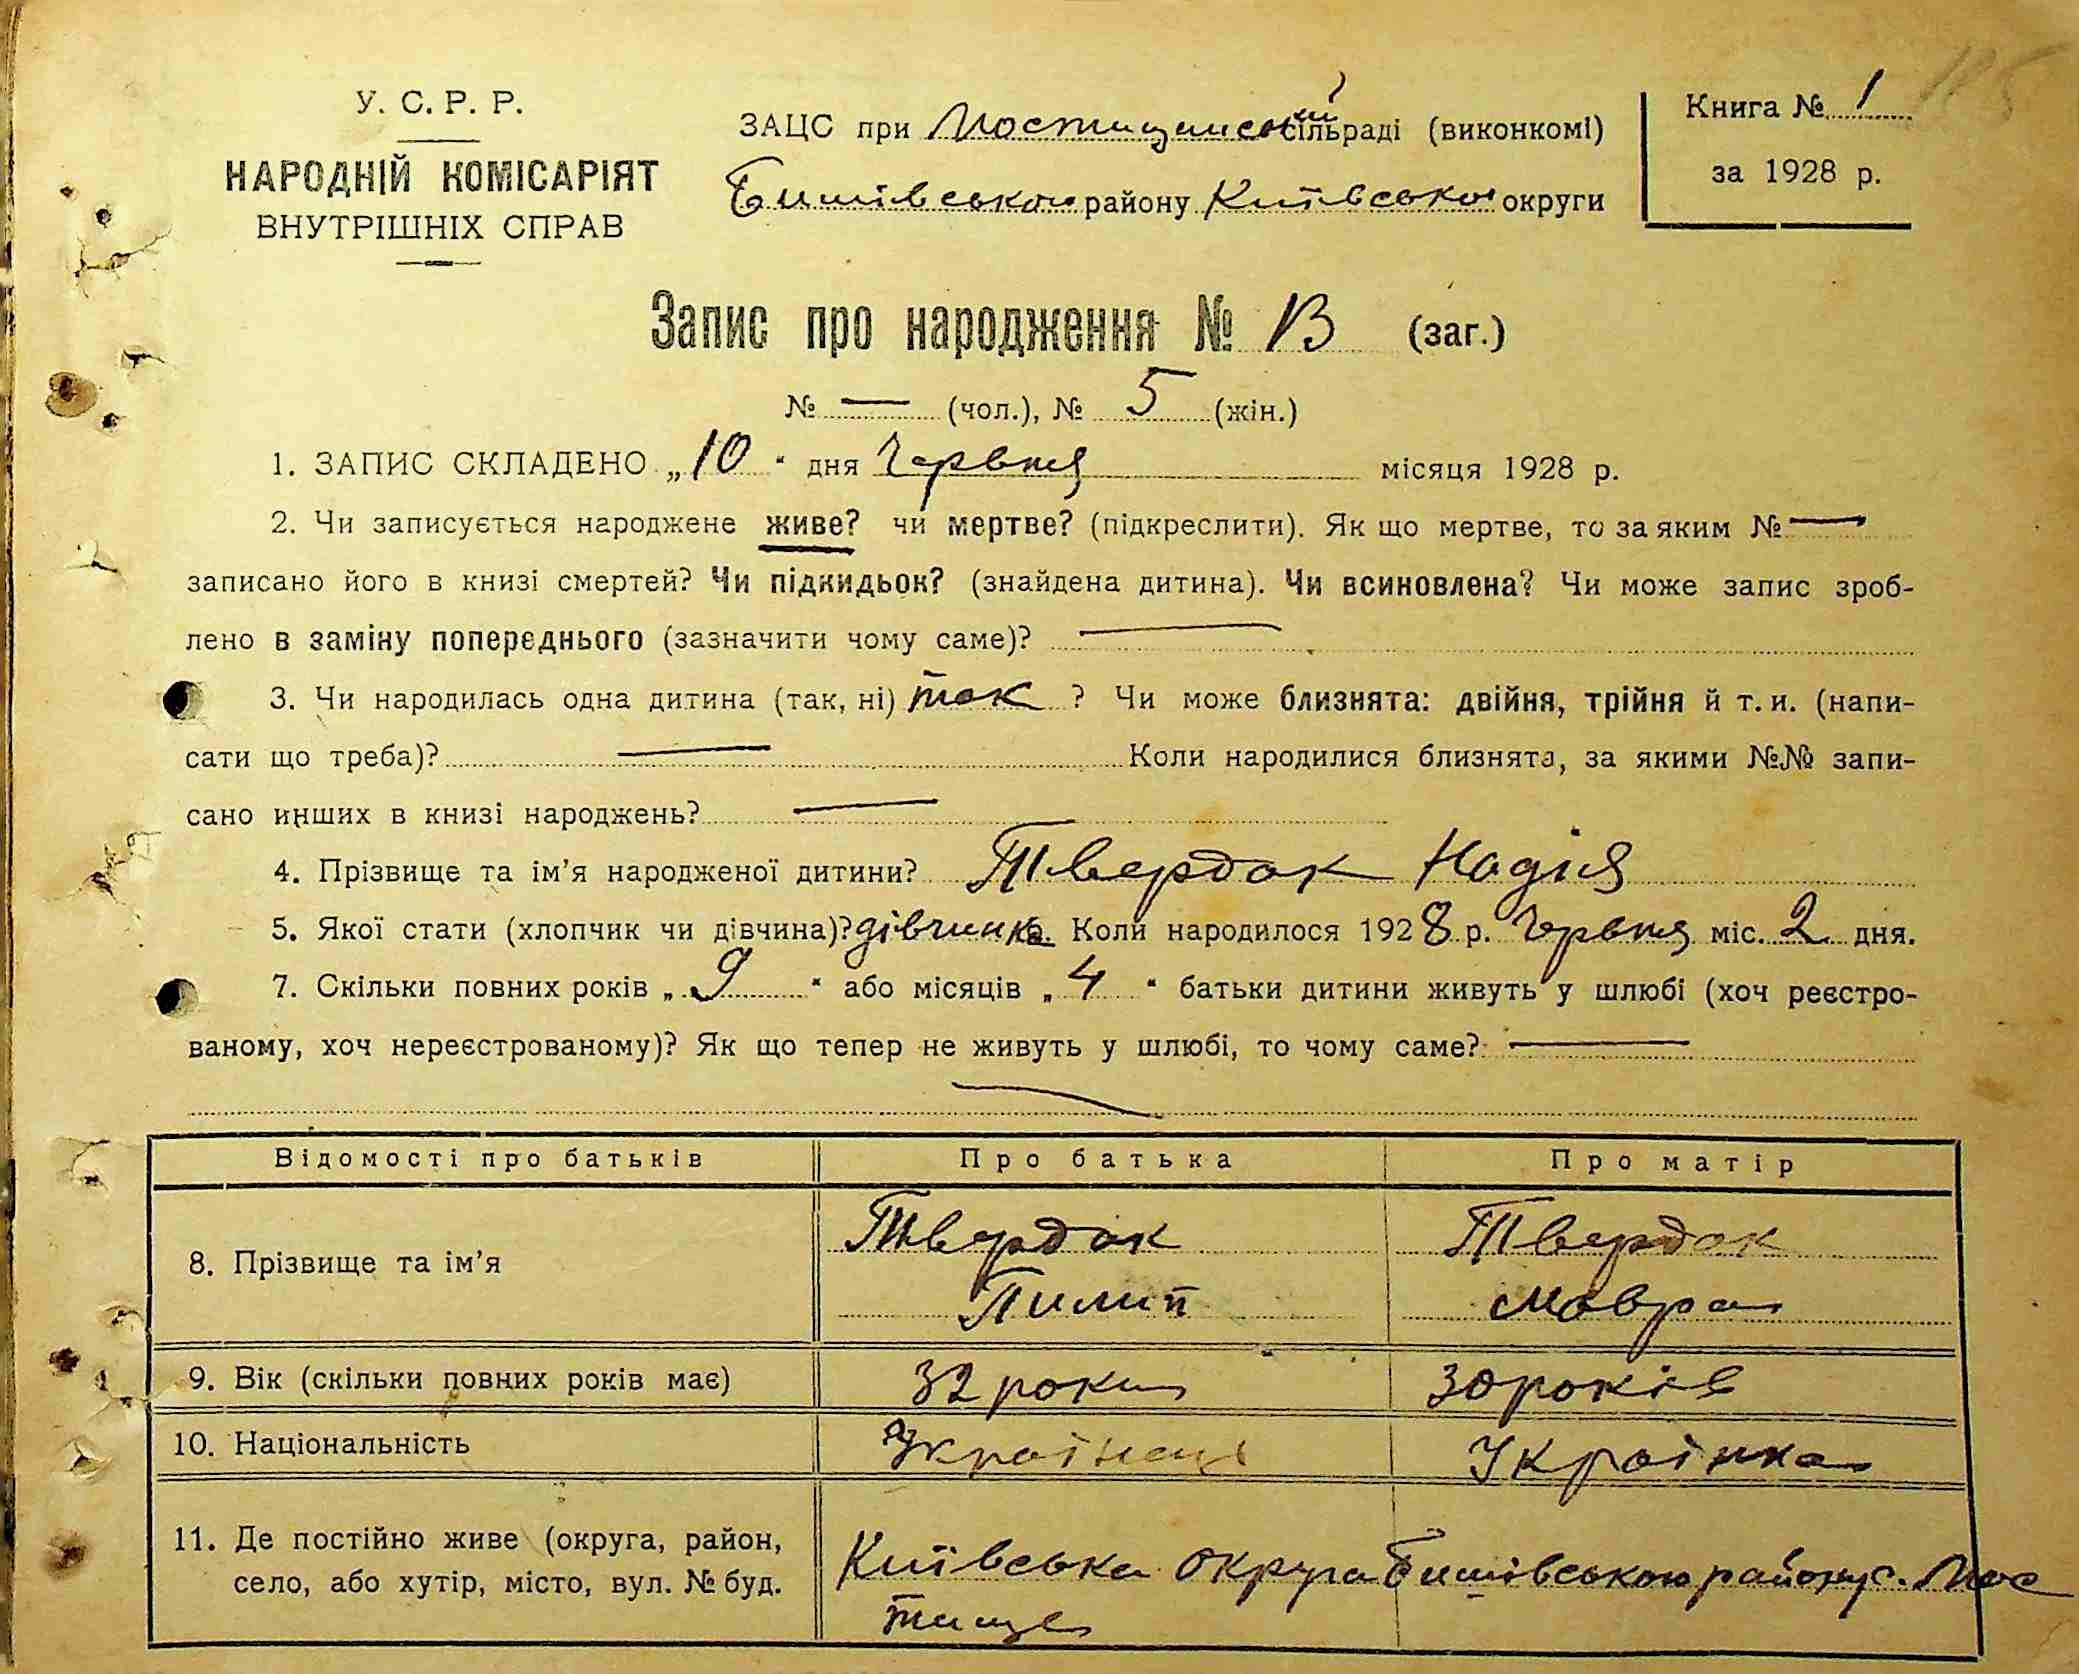 У. С. Р. Р.
НАРОДНІЙ КОМІСАРІЯТ
ВНУТРІШНІХ СПРАВ
ЗАЦС при Мостищинській сільраді (виконкомі)
Бишівського району Київської округи
Книга № 1
за 1928 р.
Запис про народження № 13 (заг.)
№ — (чол.), № 5 (жін.)
1. ЗАПИС СКЛАДЕНО „10“ дня Червня місяця 1928 р.
2. Чи записується народжене живе? чи мертве? (підкреслити). Як що мертве, то за яким № —
записано його в книзі смертей? Чи підкидьок? (знайдена дитина). Чи всиновлена? Чи може запис зроб-
лено в заміну попереднього (зазначити чому саме)? —
3. Чи народилась одна дитина (так, ні) так ? Чи може близнята: двійня, трійня й т. и. (напи-
сати що треба)? — Коли народилися близнята, за якими №№ запи-
сано инших в книзі народжень? —
4. Прізвище та ім'я народженої дитини? Твердак Надія
5. Якої стати (хлопчик чи дівчина)? дівчинка. Коли народилося 1928 р. Червня міс. 2 дня.
7. Скільки повних років „9“ або місяців „4“ батьки дитини живуть у шлюбі (хоч реєстро-
ваному, хоч нереєстрованому)? Як що тепер не живуть у шлюбі, то чому саме? —
Відомості про батьків Про батька Про матір
8. Прізвище та ім'я Твердак Пилип Твердак Мавра
9. Вік (скільки повних років має) 32 роки 30 років
10. Національність Українец Українка
11. Де постійно живе (округа, район, Київська округа Бишівського району с. Мос
село, або хутір, місто, вул. № буд. тище